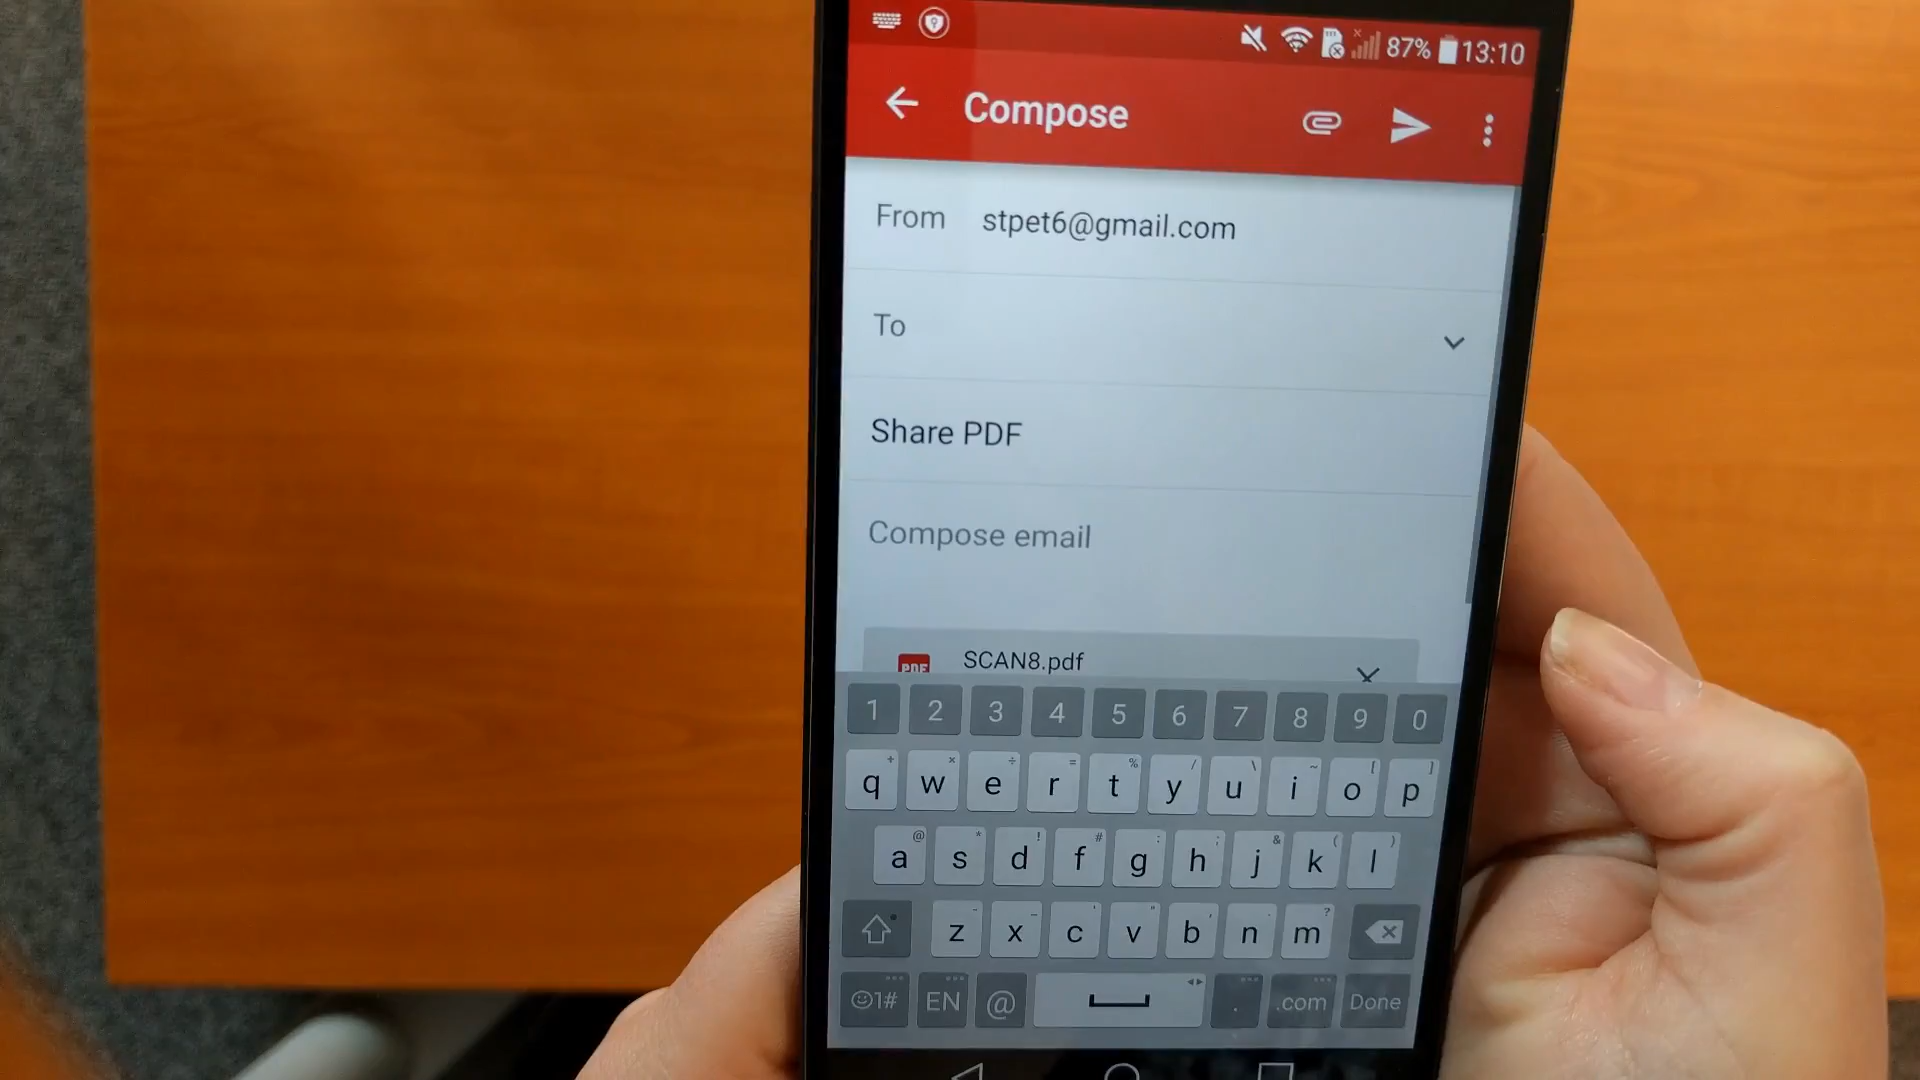 87% 13:10
Compose
From stpet6@gmail.com
To
Share PDF
Compose email
PDF SCAN8.pdf
1 2 3 4 5 6 7 8 9 0
q w e r t y u i o p
a s d f g h j k l
z x c v b n m
1# EN @ . .com Done